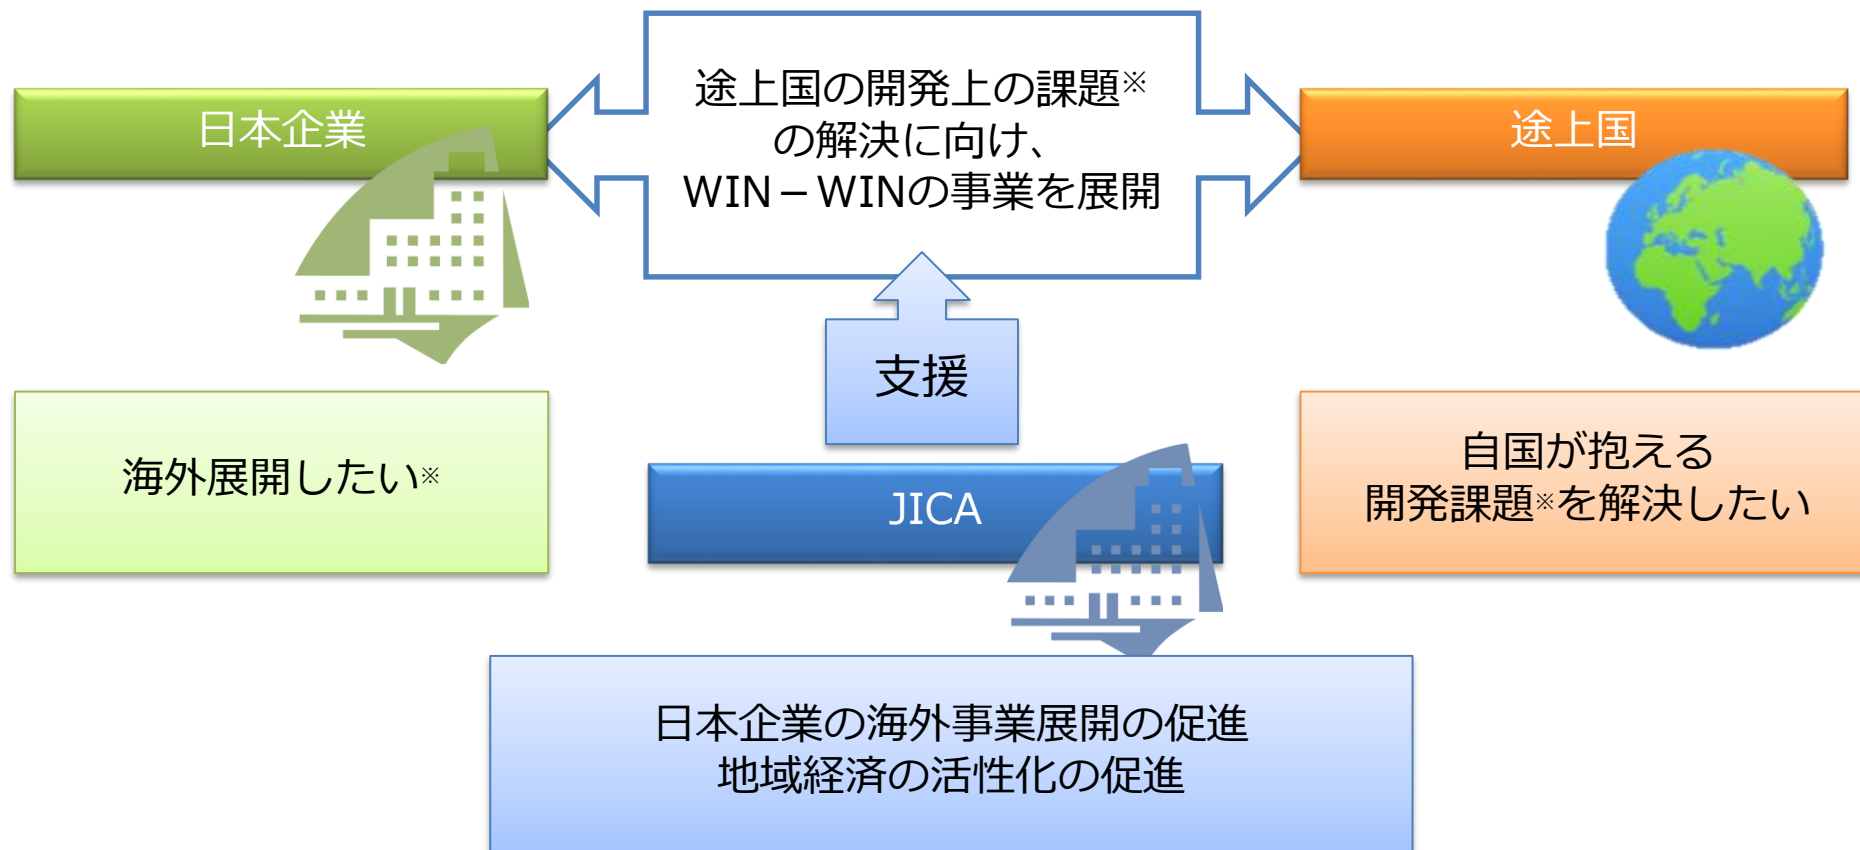 途上国の開発上の課題※
の解決に向け、
WIN－WINの事業を展開
日本企業
途上国
支援
海外展開したい※
JICA
自国が抱える
開発課題※を解決したい
日本企業の海外事業展開の促進
地域経済の活性化の促進